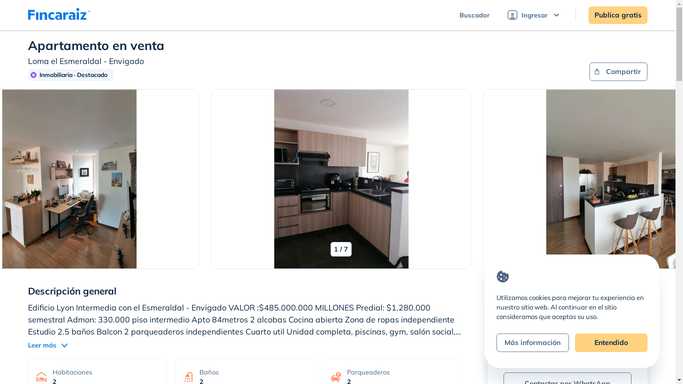 Fincaraiz
Buscador
Ingresar
Publica gratis
Apartamento en venta
Loma el Esmeraldal - Envigado
Inmobiliaria · Destacado
Compartir
1 / 7
Descripción general
Edificio Lyon Intermedia con el Esmeraldal - Envigado VALOR :$485.000.000 MILLONES Predial: $1,280.000
semestral Admon: 330.000 piso intermedio Apto 84metros 2 alcobas Cocina abierta Zona de ropas independiente
Estudio 2.5 baños Balcon 2 parqueaderos independientes Cuarto util Unidad completa, piscinas, gym, salón social,...
Leer más
Habitaciones
2
Baños
2
Parqueaderos
2
Utilizamos cookies para mejorar tu experiencia en
nuestro sitio web. Al continuar en el sitio
consideramos que aceptas su uso.
Más información
Entendido
Contactar por WhatsApp